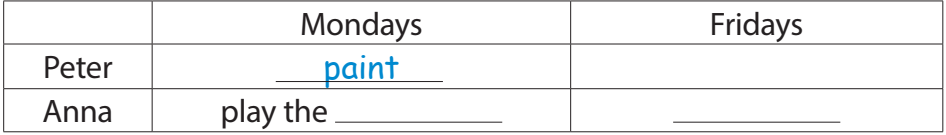 Mondays Fridays
Peter paint
Anna play the